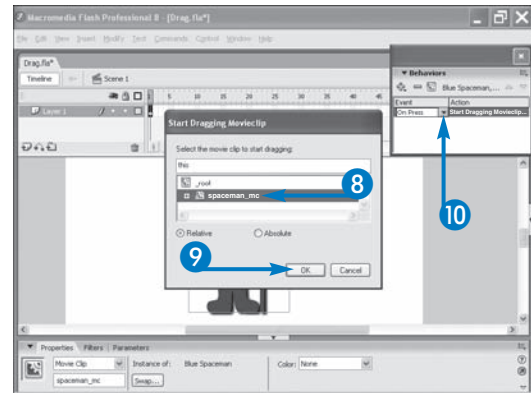 Macromedia Flash Professional 8 - [Drag.fla*]
File Edit View Insert Modify Text Commands Control Window Help
Drag.fla*
Timeline
Scene 1
Behaviors
Blue Spaceman,...
Event Action
On Press Start Dragging Movieclip...
5 10 15 20 25 30 35 40 45
Layer 1
Start Dragging Movieclip
Select the movie clip to start dragging:
this
_root
spaceman_mc
8
10
Relative Absolute
9
OK Cancel
Properties Filters Parameters
Movie Clip Instance of: Blue Spaceman Color: None
spaceman_mc Swap...